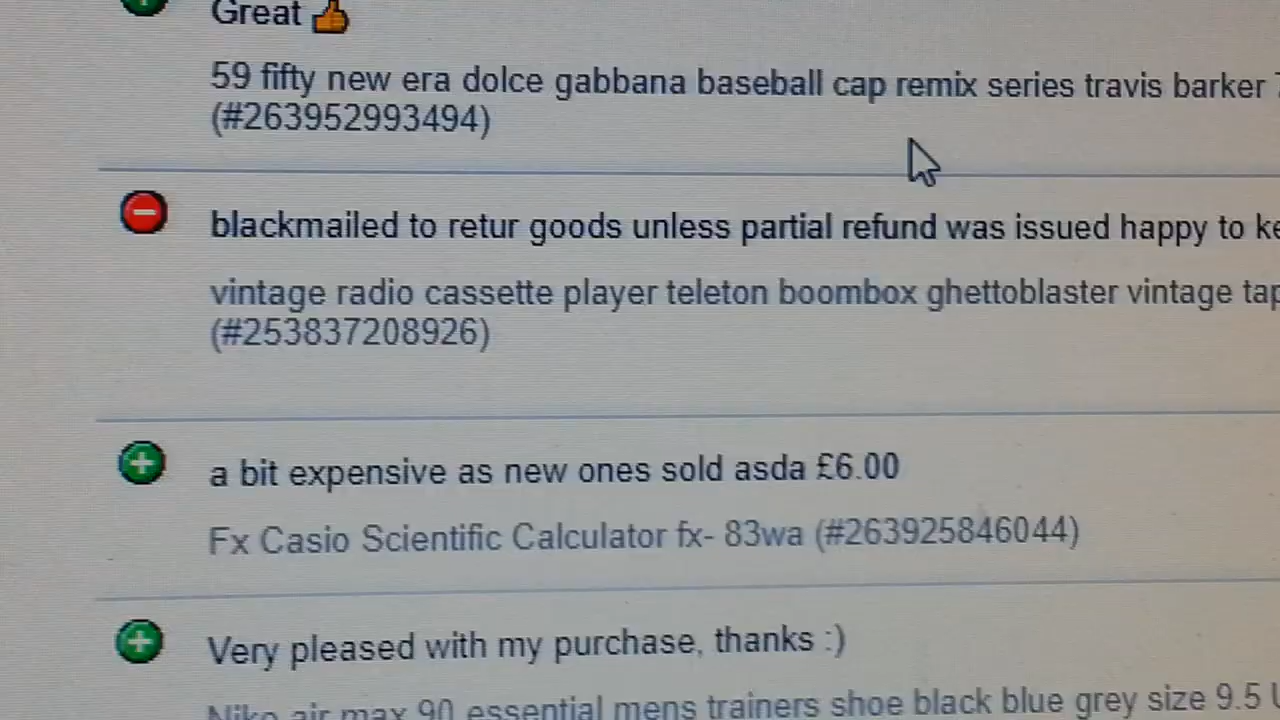 Great 👍
59 fifty new era dolce gabbana baseball cap remix series travis barker
(#263952993494)
blackmailed to retur goods unless partial refund was issued happy to
vintage radio cassette player teleton boombox ghettoblaster vintage
(#253837208926)
a bit expensive as new ones sold asda £6.00
Fx Casio Scientific Calculator fx- 83wa (#263925846044)
Very pleased with my purchase, thanks :)
Nike air max 90 essential mens trainers shoe black blue grey size 9.5